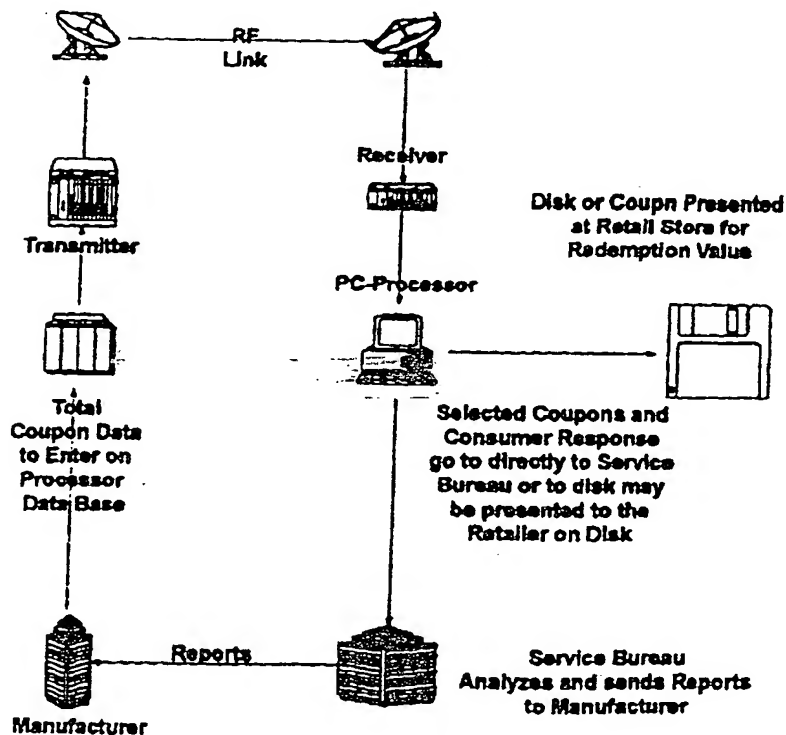 RF
Link
Receiver
Transmitter
PC-Processor
Disk or Coupn Presented
at Retail Store for
Redemption Value
Total
Coupon Data
to Enter on
Processor
Data Base
Selected Coupons and
Consumer Response
go to directly to Service
Bureau or to disk may
be presented to the
Retailer on Disk
Reports
Manufacturer
Service Bureau
Analyzes and sends Reports
to Manufacturer